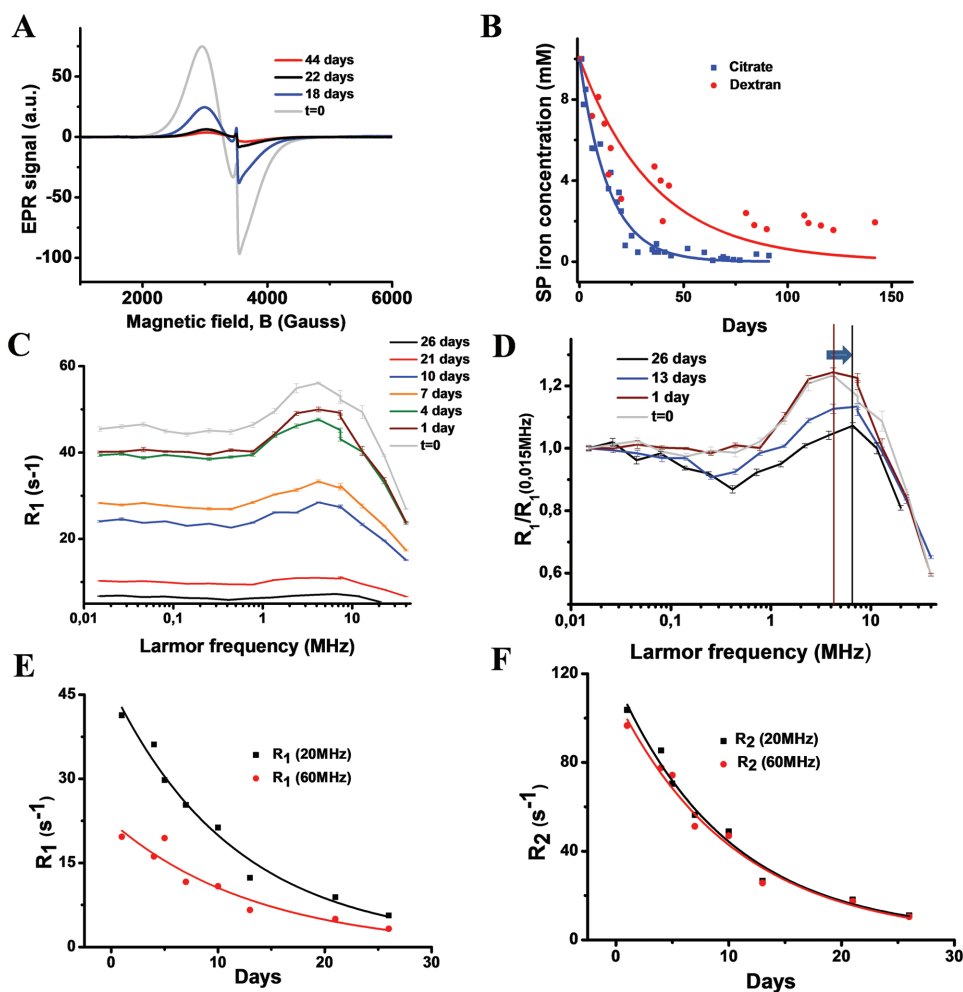 A
EPR signal (a.u.)
50
0
-50
-100
44 days
22 days
18 days
t=0
2000 4000 6000
Magnetic field, B (Gauss)
B
SP iron concentration (mM)
8
4
0
Citrate
Dextran
0 50 100 150
Days
C
R1 (s-1)
60
40
20
26 days
21 days
10 days
7 days
4 days
1 day
t=0
0,01 0,1 1 10
Larmor frequency (MHz)
D
R1/R1(0,015MHz)
1,2
1,0
0,8
0,6
26 days
13 days
1 day
t=0
0,01 0,1 1 10
Larmor frequency (MHz)
E
R1 (s-1)
45
30
15
0
R1 (20MHz)
R1 (60MHz)
0 10 20 30
Days
F
R2 (s-1)
120
80
40
0
R2 (20MHz)
R2 (60MHz)
0 10 20 30
Days